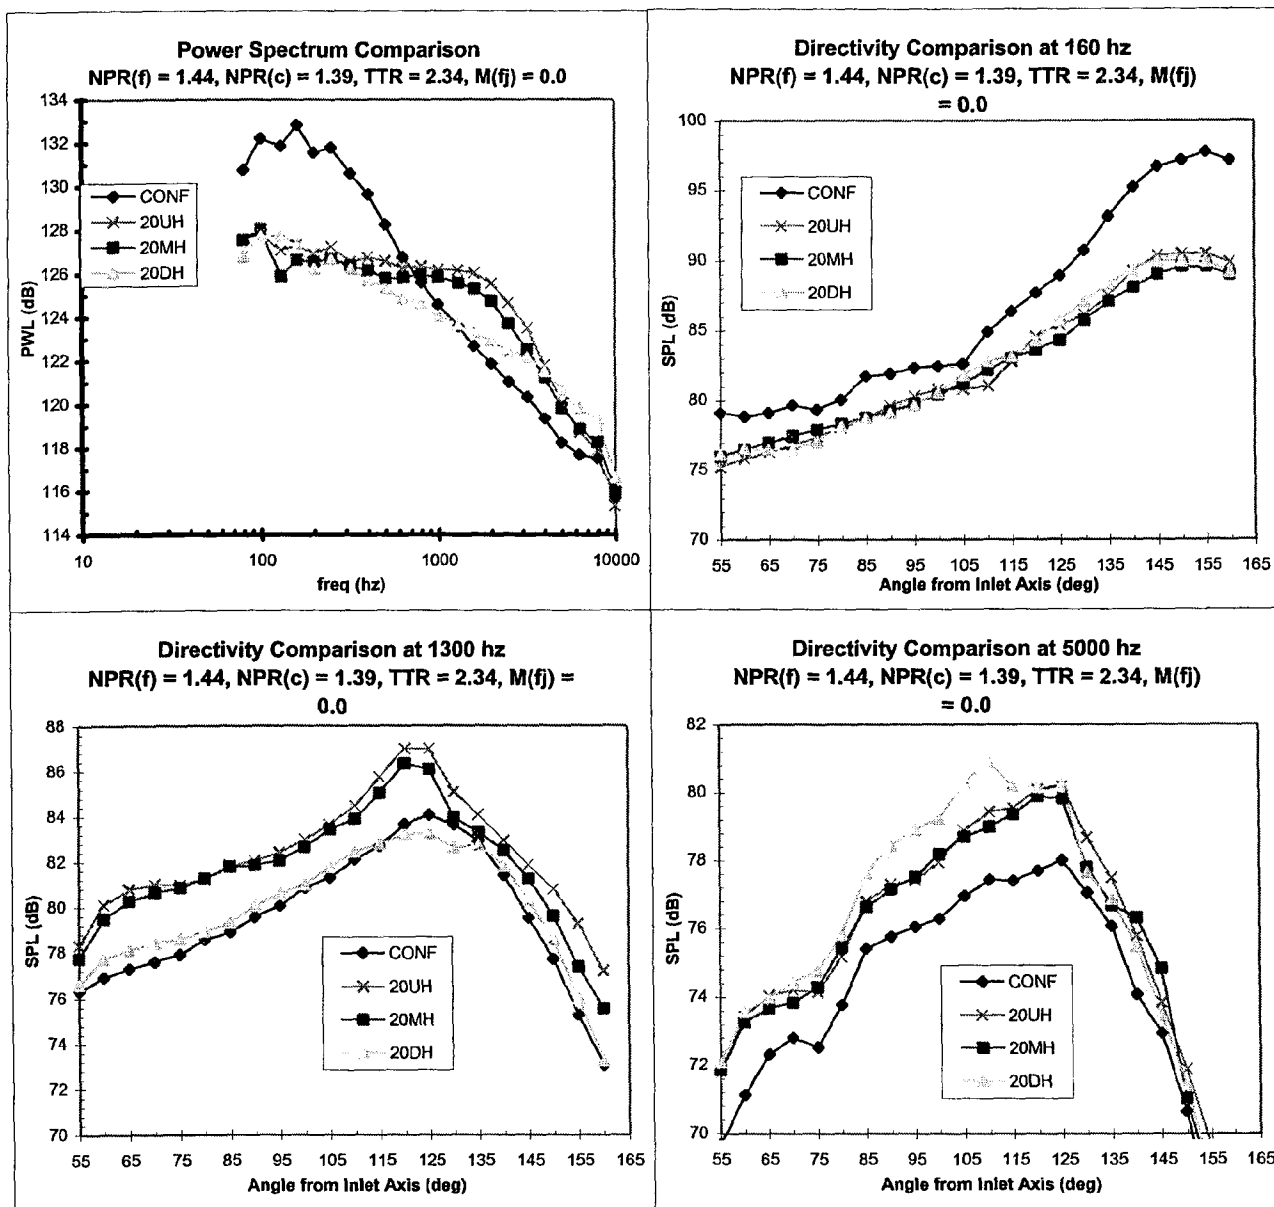 Power Spectrum Comparison
NPR(f) = 1.44, NPR(c) = 1.39, TTR = 2.34, M(fj) = 0.0
134
132
130
128
126
124
122
120
118
116
114
PWL (dB)
CONF
20UH
20MH
20DH
10
100
1000
10000
freq (hz)
Directivity Comparison at 160 hz
NPR(f) = 1.44, NPR(c) = 1.39, TTR = 2.34, M(fj)
= 0.0
100
95
90
85
80
75
70
SPL (dB)
CONF
20UH
20MH
20DH
55 65 75 85 95 105 115 125 135 145 155 165
Angle from Inlet Axis (deg)
Directivity Comparison at 1300 hz
NPR(f) = 1.44, NPR(c) = 1.39, TTR = 2.34, M(fj) =
0.0
88
86
84
82
80
78
76
74
72
70
SPL (dB)
CONF
20UH
20MH
20DH
55 65 75 85 95 105 115 125 135 145 155 165
Angle from Inlet Axis (deg)
Directivity Comparison at 5000 hz
NPR(f) = 1.44, NPR(c) = 1.39, TTR = 2.34, M(fj)
= 0.0
82
80
78
76
74
72
70
SPL (dB)
CONF
20UH
20MH
20DH
55 65 75 85 95 105 115 125 135 145 155 165
Angle from Inlet Axis (deg)